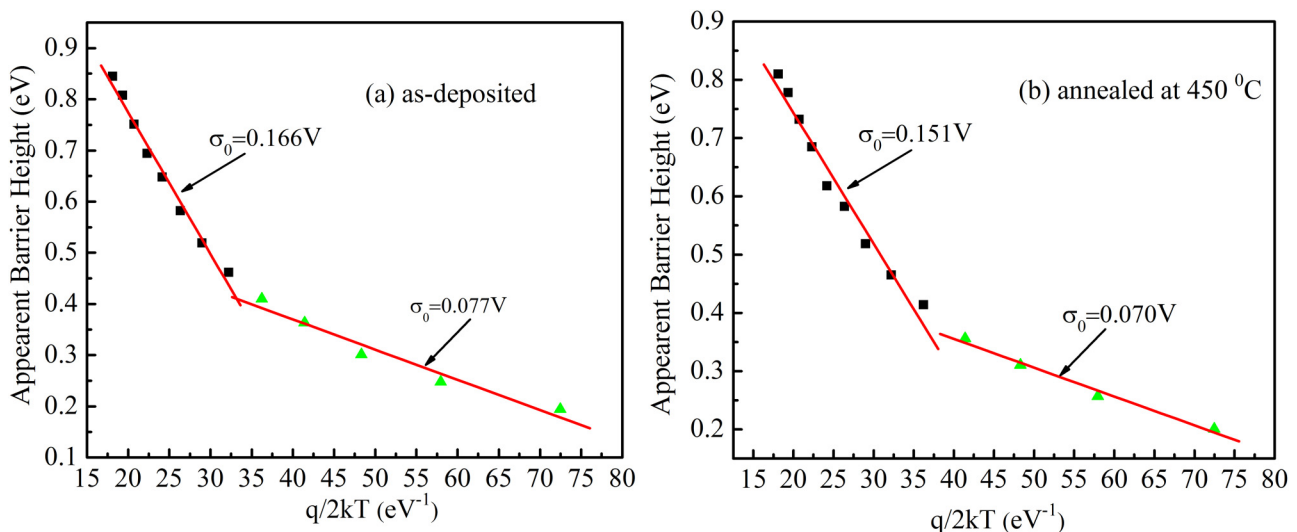 Appearent Barrier Height (eV)
0.9
0.8
0.7
0.6
0.5
0.4
0.3
0.2
0.1
(a) as-deposited
σ₀=0.166V
σ₀=0.077V
15 20 25 30 35 40 45 50 55 60 65 70 75 80
q/2kT (eV⁻¹)
Appearent Barrier Height (eV)
0.9
0.8
0.7
0.6
0.5
0.4
0.3
0.2
(b) annealed at 450 ⁰C
σ₀=0.151V
σ₀=0.070V
15 20 25 30 35 40 45 50 55 60 65 70 75 80
q/2kT (eV⁻¹)